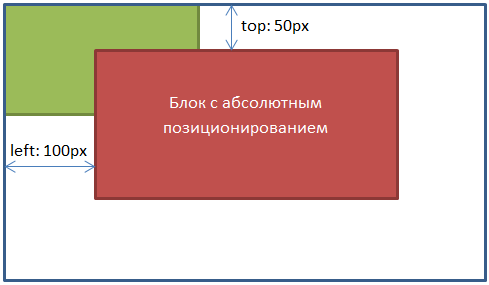 top: 50px
Блок с абсолютным
позиционированием
left: 100px